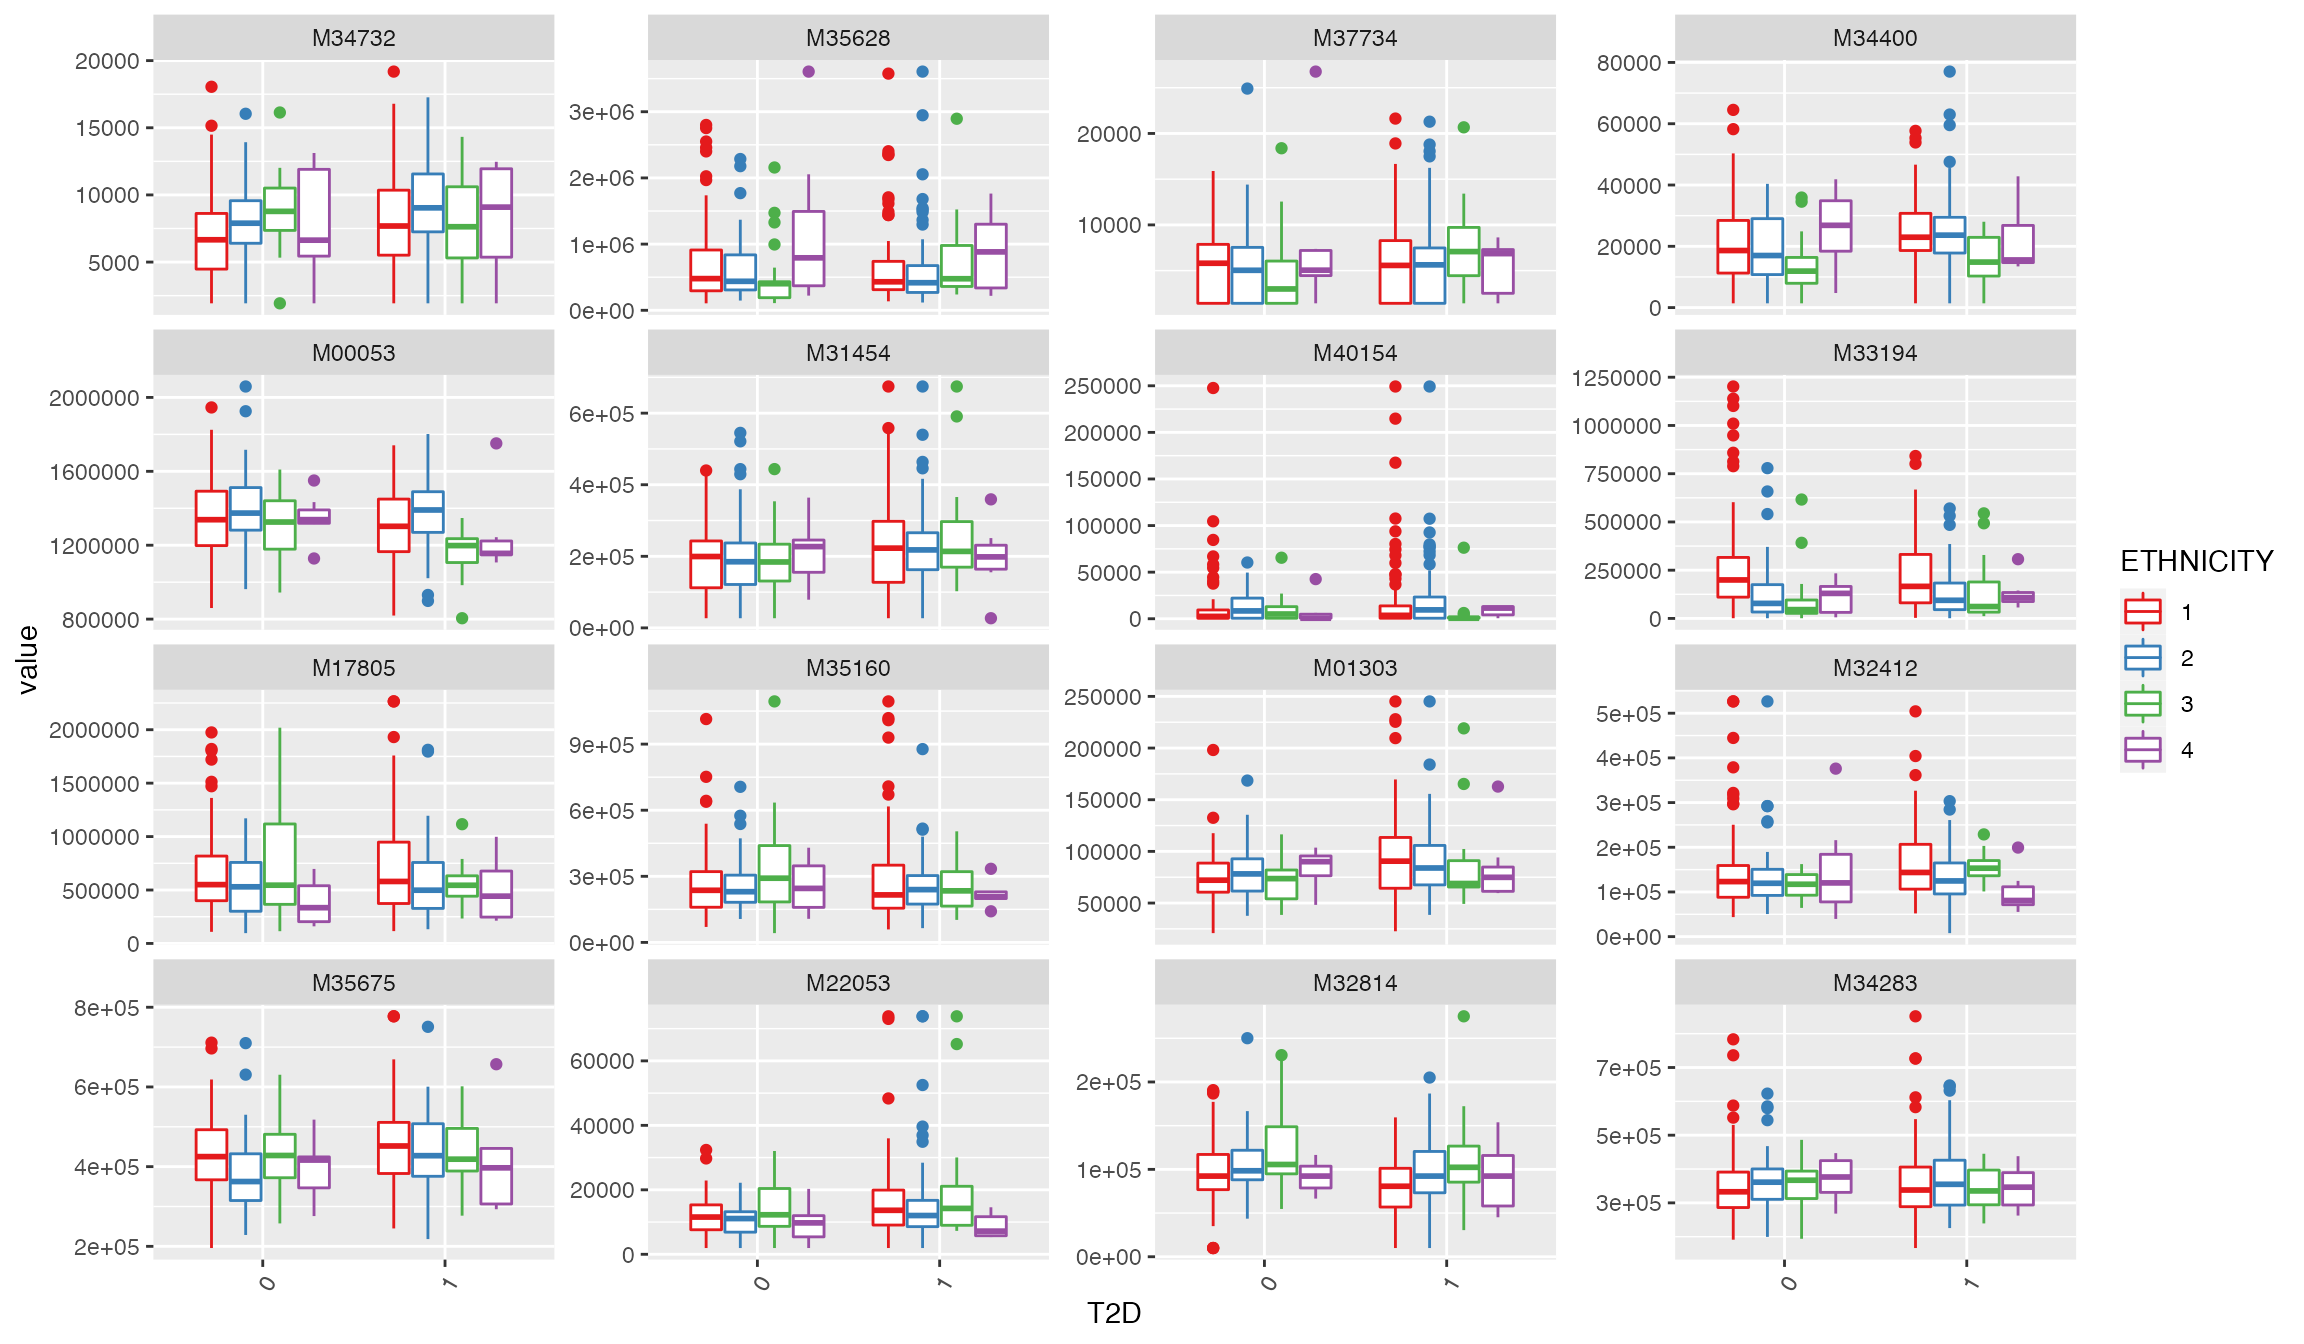 M34732 M35628 M37734 M34400
20000
15000
10000
5000
3e+06
2e+06
1e+06
0e+00
20000
10000
80000
60000
40000
20000
0
M00053 M31454 M40154 M33194
2000000
1600000
1200000
800000
6e+05
4e+05
2e+05
0e+00
250000
200000
150000
100000
50000
0
1250000
1000000
750000
500000
250000
0
M17805 M35160 M01303 M32412
2000000
1500000
1000000
500000
0
9e+05
6e+05
3e+05
0e+00
250000
200000
150000
100000
50000
5e+05
4e+05
3e+05
2e+05
1e+05
0e+00
M35675 M22053 M32814 M34283
8e+05
6e+05
4e+05
2e+05
60000
40000
20000
0
2e+05
1e+05
0e+00
7e+05
5e+05
3e+05
0 1 0 1 0 1 0 1
T2D
value
ETHNICITY
1
2
3
4